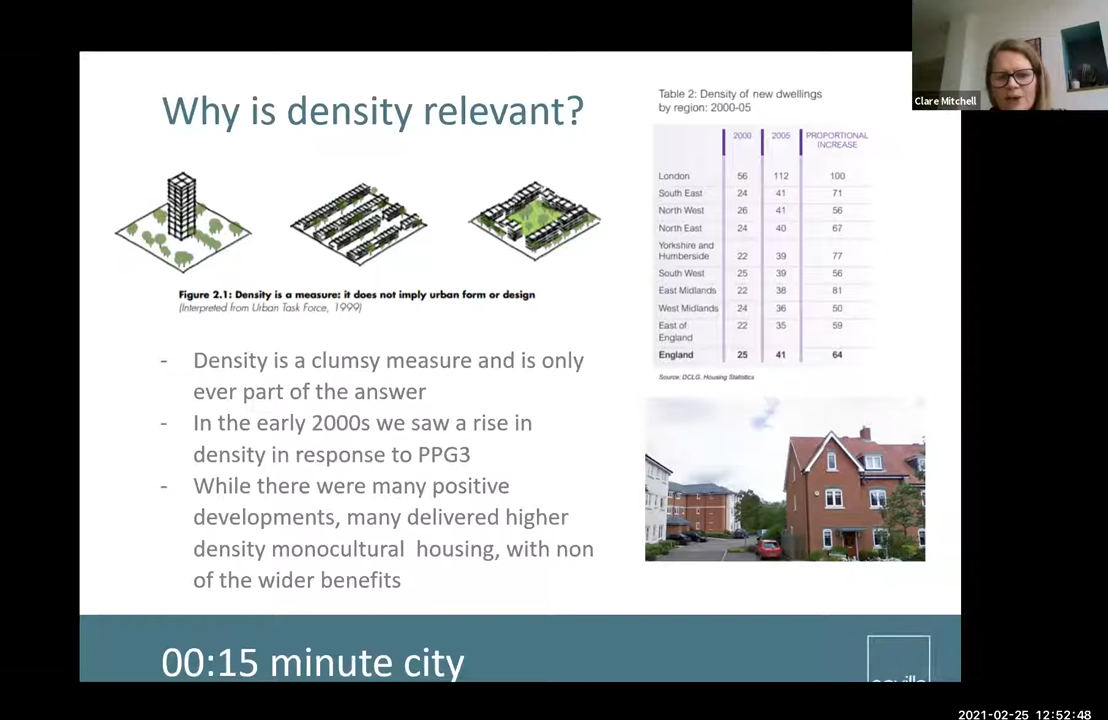 Clare Mitchell
Why is density relevant?
Figure 2.1: Density is a measure: it does not imply urban form or design
(Interpreted from Urban Task Force, 1999)
- Density is a clumsy measure and is only
ever part of the answer
- In the early 2000s we saw a rise in
density in response to PPG3
- While there were many positive
developments, many delivered higher
density monocultural housing, with non
of the wider benefits
Table 2: Density of new dwellings
by region: 2000-05
2000 2005 PROPORTIONAL
INCREASE
London 56 112 100
South East 24 41 71
North West 26 41 56
North East 24 40 67
Yorkshire and
Humberside 22 39 77
South West 25 39 56
East Midlands 22 38 81
West Midlands 24 36 50
East of 22 35 59
England
England 25 41 64
Source: DCLG, Housing Statistics
00:15 minute city
2021-02-25 12:52:48